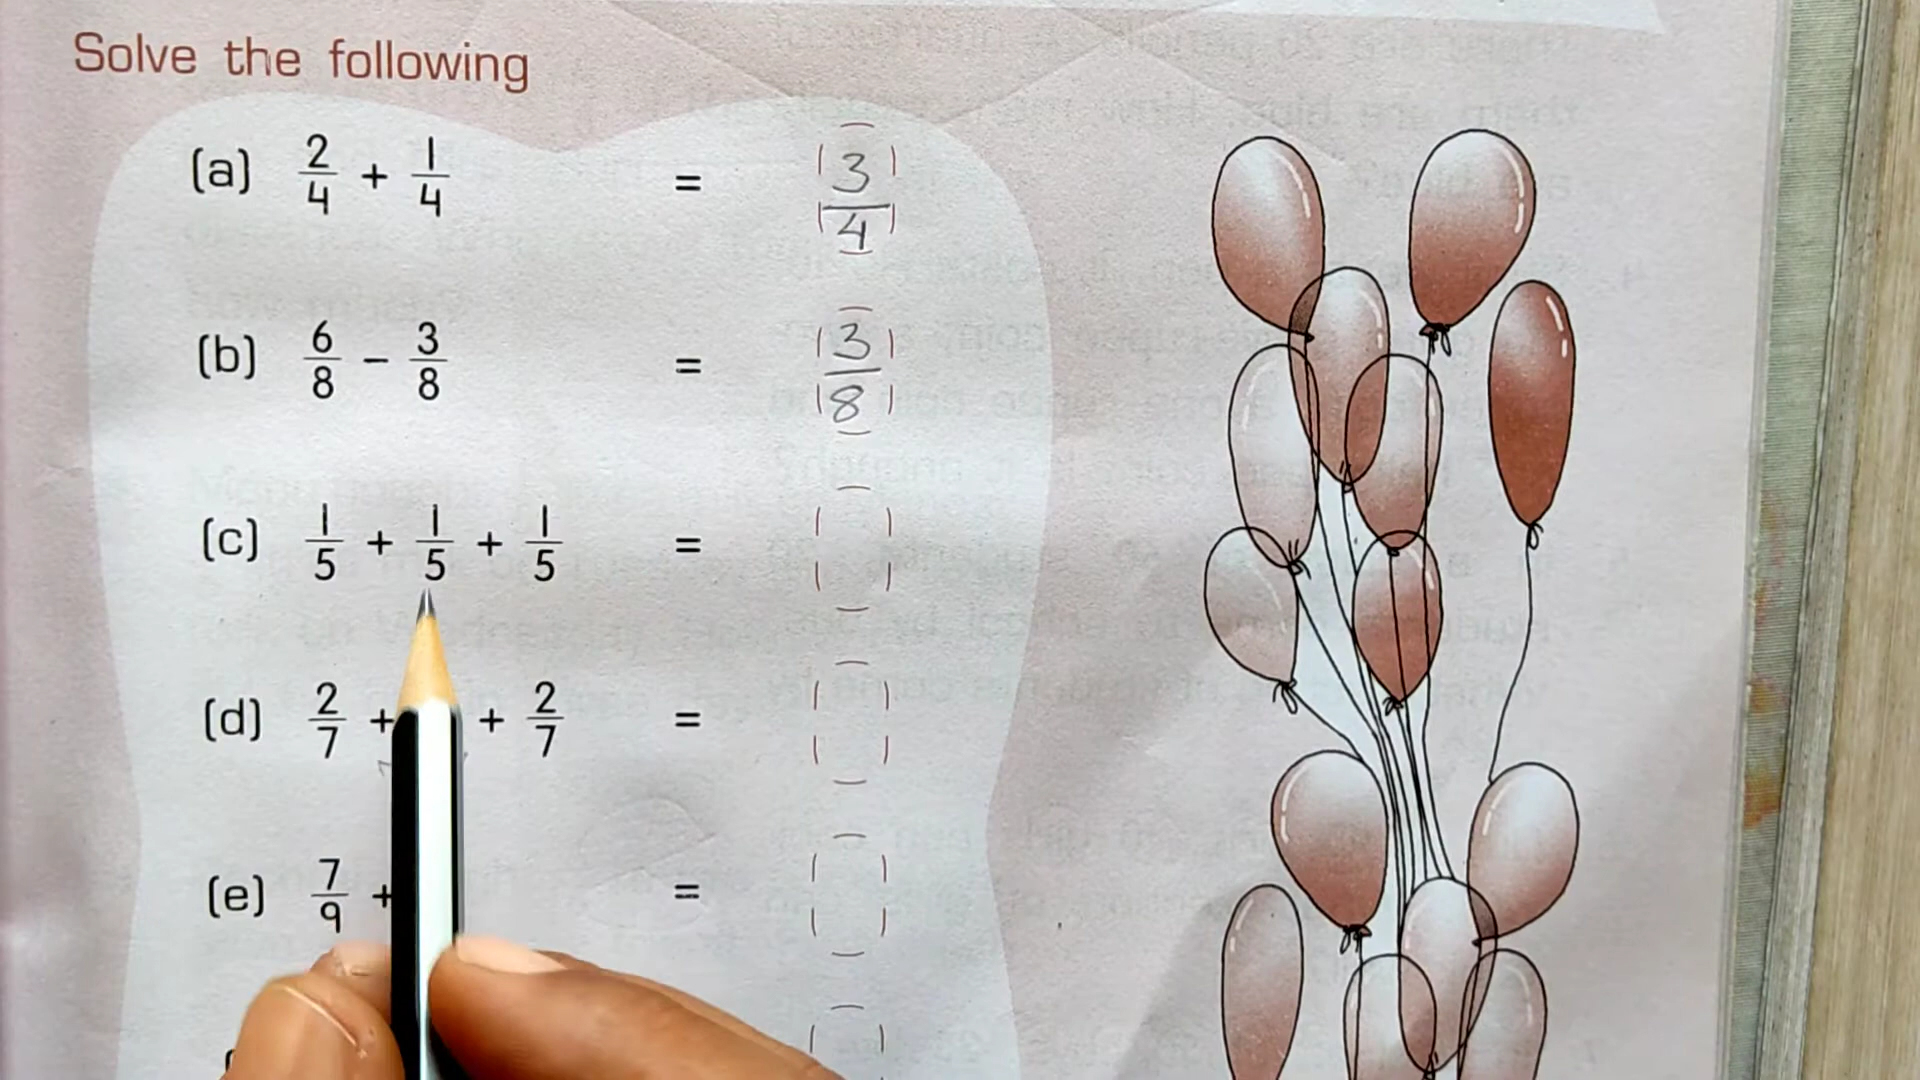 Solve the following
(a) 2/4 + 1/4 = 3/4
(b) 6/8 - 3/8 = 3/8
(c) 1/5 + 1/5 + 1/5 =
(d) 2/7 + + 2/7 =
(e) 7/9 + =